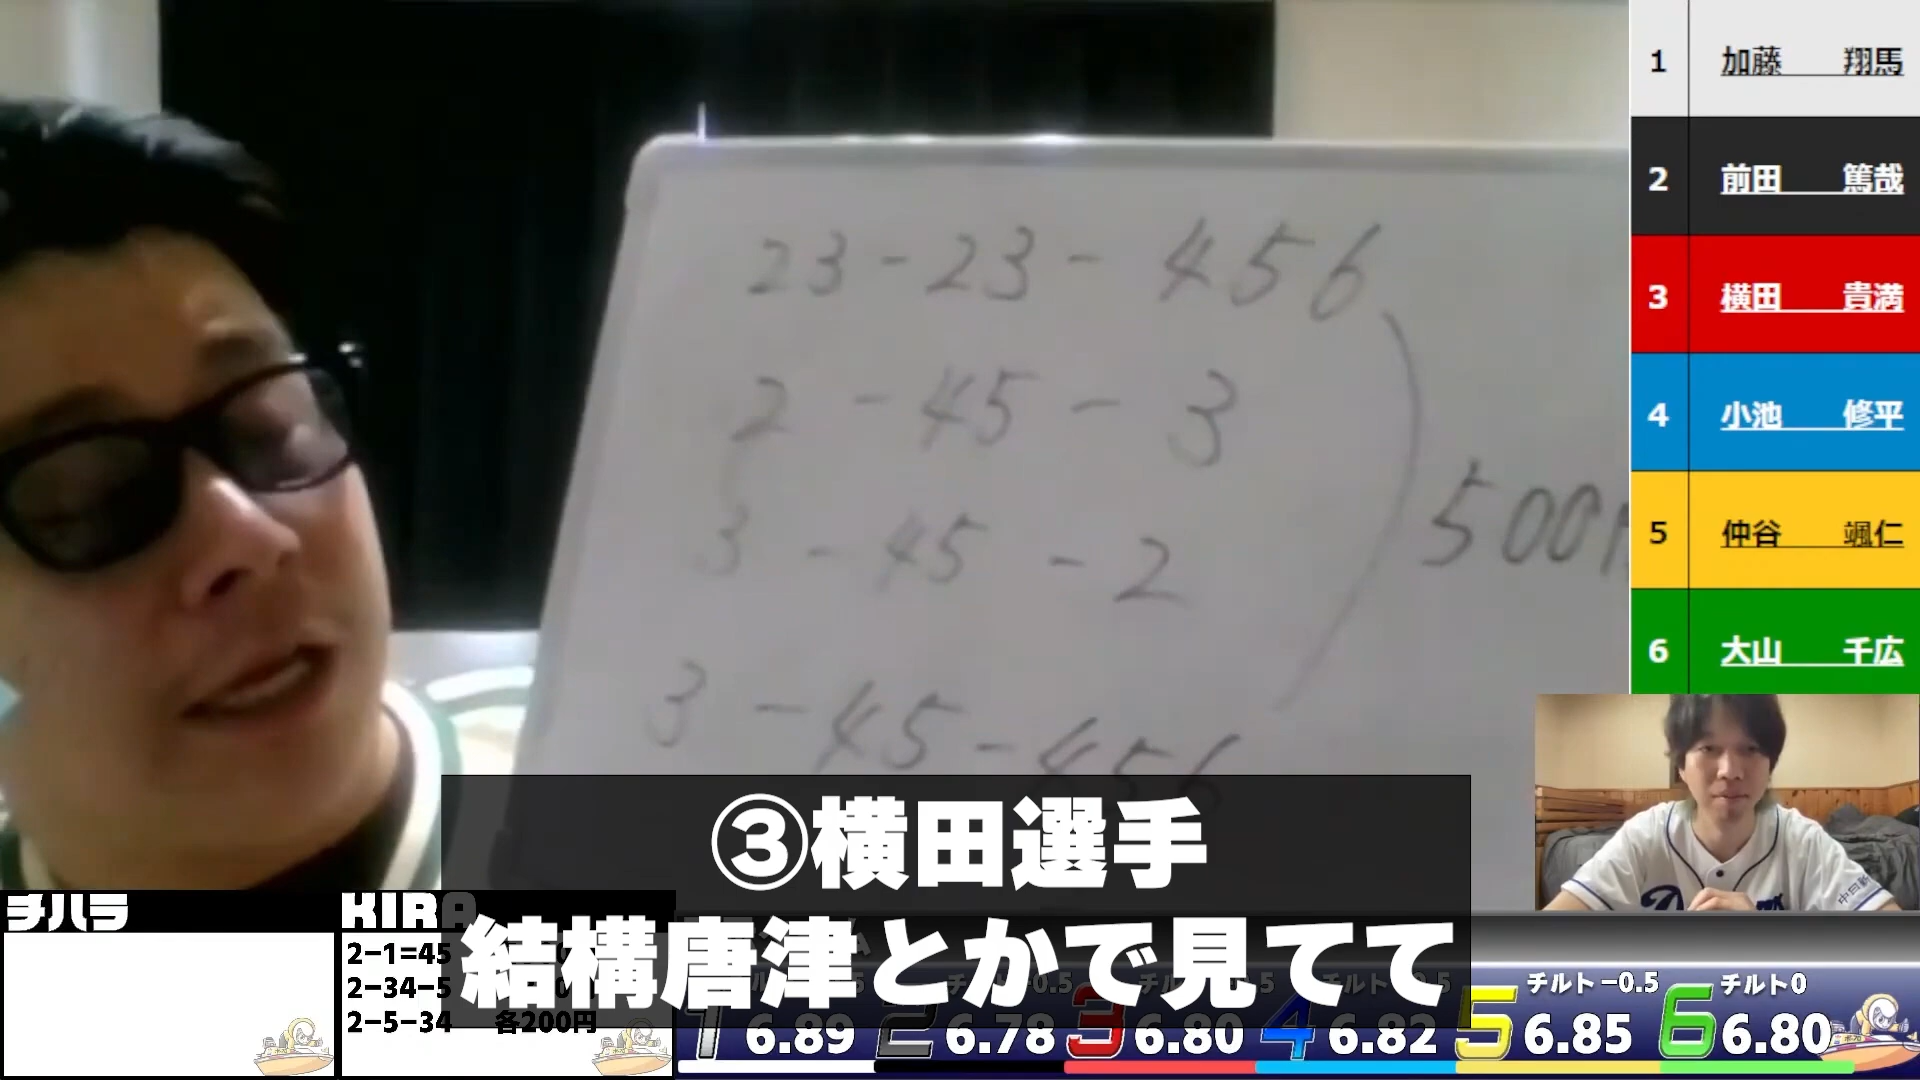 23-23-456
2-45-3
3-45-2
3-45-456
500
1 加藤 翔馬
2 前田 篤哉
3 横田 貴満
4 小池 修平
5 仲谷 颯仁
6 大山 千広
③横田選手
結構唐津とかで見てて
チハラ
KIRA
2-1=45
2-34-5
2-5-34 各200円
チルト-0.5 チルト0
1 6.89 2 6.78 3 6.80 4 6.82 5 6.85 6 6.80